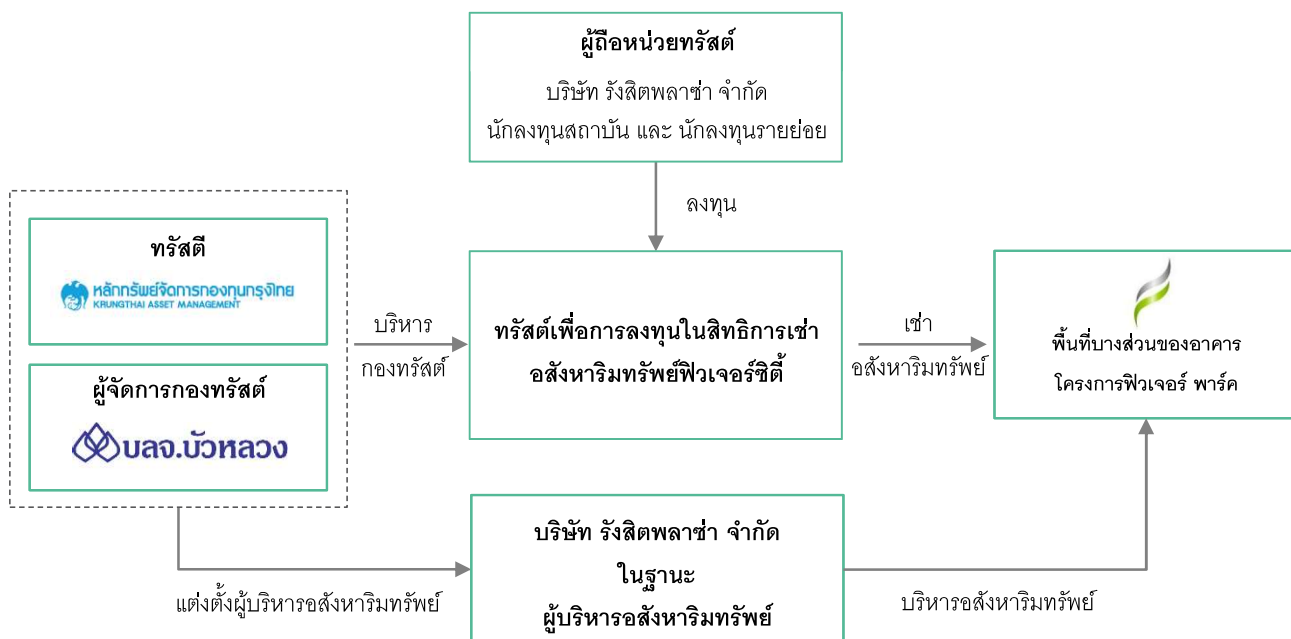 ผู้ถือหน่วยทรัสต์
บริษัท รังสิตพลาซ่า จำกัด
นักลงทุนสถาบัน และ นักลงทุนรายย่อย
ลงทุน
ทรัสตี
หลักทรัพย์จัดการกองทุนกรุงไทย
KRUNGTHAI ASSET MANAGEMENT
ผู้จัดการกองทรัสต์
บลจ.บัวหลวง
บริหาร
กองทรัสต์
ทรัสต์เพื่อการลงทุนในสิทธิการเช่า
อสังหาริมทรัพย์ฟิวเจอร์ซิตี้
เช่า
อสังหาริมทรัพย์
พื้นที่บางส่วนของอาคาร
โครงการฟิวเจอร์ พาร์ค
แต่งตั้งผู้บริหารอสังหาริมทรัพย์
บริษัท รังสิตพลาซ่า จำกัด
ในฐานะ
ผู้บริหารอสังหาริมทรัพย์
บริหารอสังหาริมทรัพย์